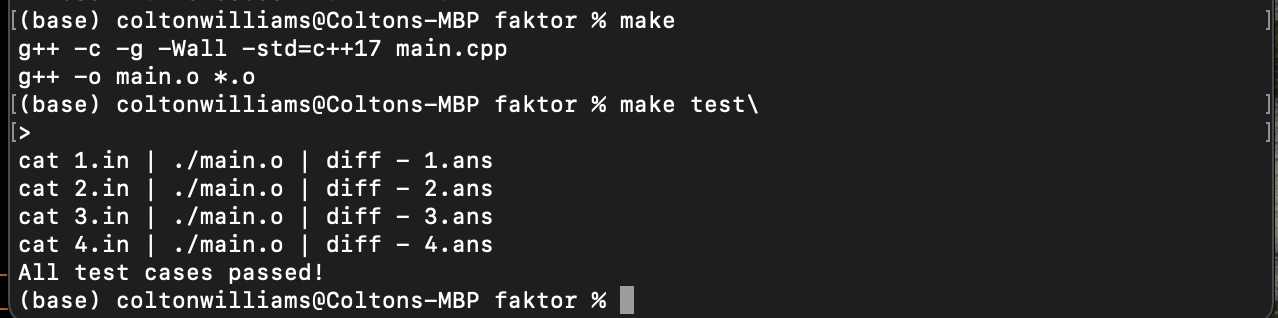 [(base) coltonwilliams@Coltons-MBP faktor % make ]
g++ -c -g -Wall -std=c++17 main.cpp
g++ -o main.o *.o
[(base) coltonwilliams@Coltons-MBP faktor % make test\ ]
[> ]
cat 1.in | ./main.o | diff - 1.ans
cat 2.in | ./main.o | diff - 2.ans
cat 3.in | ./main.o | diff - 3.ans
cat 4.in | ./main.o | diff - 4.ans
All test cases passed!
(base) coltonwilliams@Coltons-MBP faktor %